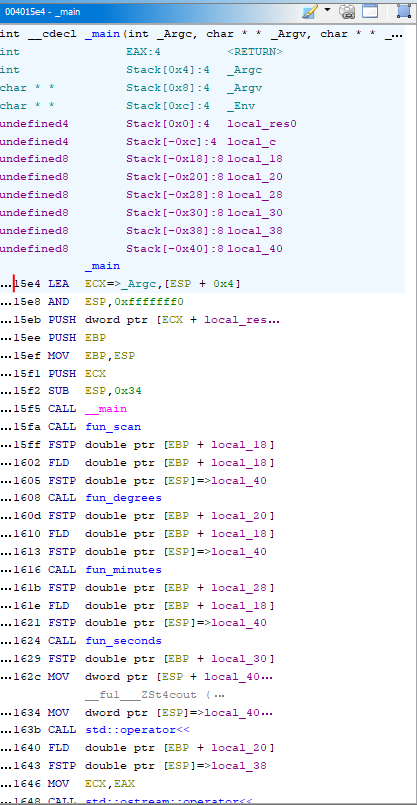 004015e4 - _main
int __cdecl _main(int _Argc, char * * _Argv, char * * _...
int EAX:4 <RETURN>
int Stack[0x4]:4 _Argc
char * * Stack[0x8]:4 _Argv
char * * Stack[0xc]:4 _Env
undefined4 Stack[0x0]:4 local_res0
undefined4 Stack[-0xc]:4 local_c
undefined8 Stack[-0x18]:8 local_18
undefined8 Stack[-0x20]:8 local_20
undefined8 Stack[-0x28]:8 local_28
undefined8 Stack[-0x30]:8 local_30
undefined8 Stack[-0x38]:8 local_38
undefined8 Stack[-0x40]:8 local_40
_main
...15e4 LEA ECX=>_Argc,[ESP + 0x4]
...15e8 AND ESP,0xfffffff0
...15eb PUSH dword ptr [ECX + local_res...
...15ee PUSH EBP
...15ef MOV EBP,ESP
...15f1 PUSH ECX
...15f2 SUB ESP,0x34
...15f5 CALL __main
...15fa CALL fun_scan
...15ff FSTP double ptr [EBP + local_18]
...1602 FLD double ptr [EBP + local_18]
...1605 FSTP double ptr [ESP]=>local_40
...1608 CALL fun_degrees
...160d FSTP double ptr [EBP + local_20]
...1610 FLD double ptr [EBP + local_18]
...1613 FSTP double ptr [ESP]=>local_40
...1616 CALL fun_minutes
...161b FSTP double ptr [EBP + local_28]
...161e FLD double ptr [EBP + local_18]
...1621 FSTP double ptr [ESP]=>local_40
...1624 CALL fun_seconds
...1629 FSTP double ptr [EBP + local_30]
...162c MOV dword ptr [ESP + local_40...
__ful___ZSt4cout (...
...1634 MOV dword ptr [ESP]=>local_40...
...163b CALL std::operator<<
...1640 FLD double ptr [EBP + local_20]
...1643 FSTP double ptr [ESP]=>local_38
...1646 MOV ECX,EAX
...1648 CALL std::ostream::operator<<